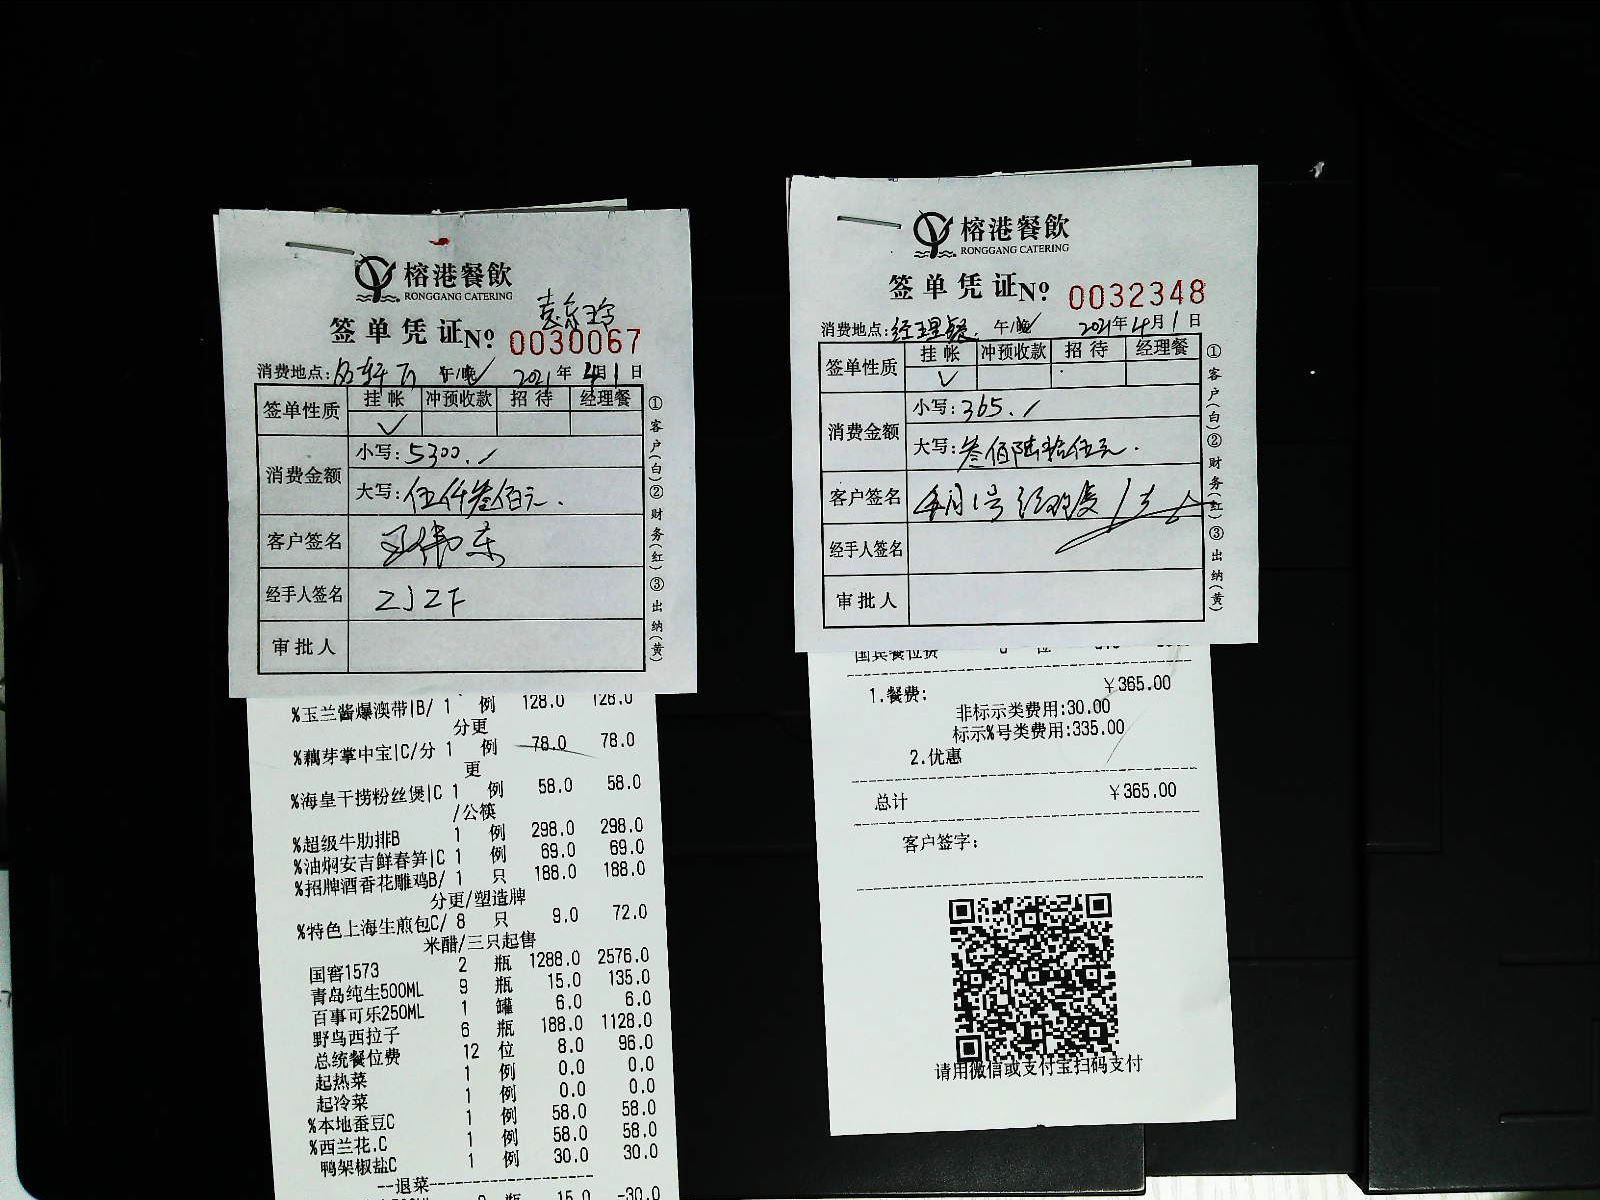 榕港餐飲
RONGGANG CATERING
签单凭证 Nº 0030067
消费地点: 午/晚✓ 2021年4月1日
签单性质 挂帐 冲预收款 招待 经理餐
✓
消费金额 小写:5300.
大写:伍仟叁佰元.
客户签名 王伟东
经手人签名 ZJZF
审批人
①客户(白)②财务(红)③出纳(黄)
%玉兰酱爆澳带|B/ 1 例 128.0 128.0
分更
%藕芽掌中宝|C/分 1 例 78.0 78.0
更
%海皇干捞粉丝煲|C 1 例 58.0 58.0
/公筷
%超级牛肋排B 1 例 298.0 298.0
%油焖安吉鲜春笋|C 1 例 69.0 69.0
%招牌酒香花雕鸡B/ 1 只 188.0 188.0
分更/塑造牌
%特色上海生煎包C/ 8 只 9.0 72.0
米醋/三只起售
国窖1573 2 瓶 1288.0 2576.0
青岛纯生500ML 9 瓶 15.0 135.0
百事可乐250ML 1 罐 6.0 6.0
野鸟西拉子 6 瓶 188.0 1128.0
总统餐位费 12 位 8.0 96.0
起热菜 1 例 0.0 0.0
起冷菜 1 例 0.0 0.0
%本地蚕豆C 1 例 58.0 58.0
%西兰花.C 1 例 58.0 58.0
鸭架椒盐C 1 例 30.0 30.0
--退菜--
瓶 15.0 -30.0
榕港餐飲
RONGGANG CATERING
签单凭证 Nº 0032348
消费地点:经理餐. 午/晚✓ 2021年4月1日
签单性质 挂帐 冲预收款 招待 经理餐
✓
消费金额 小写:365.
大写:叁佰陆拾伍元.
客户签名
经手人签名
审批人
①客户(白)②财务(红)③出纳(黄)
国宾餐位费 位
1.餐费: ¥365.00
非标示类费用:30.00
标示%号类费用:335.00
2.优惠
总计 ¥365.00
客户签字:
请用微信或支付宝扫码支付